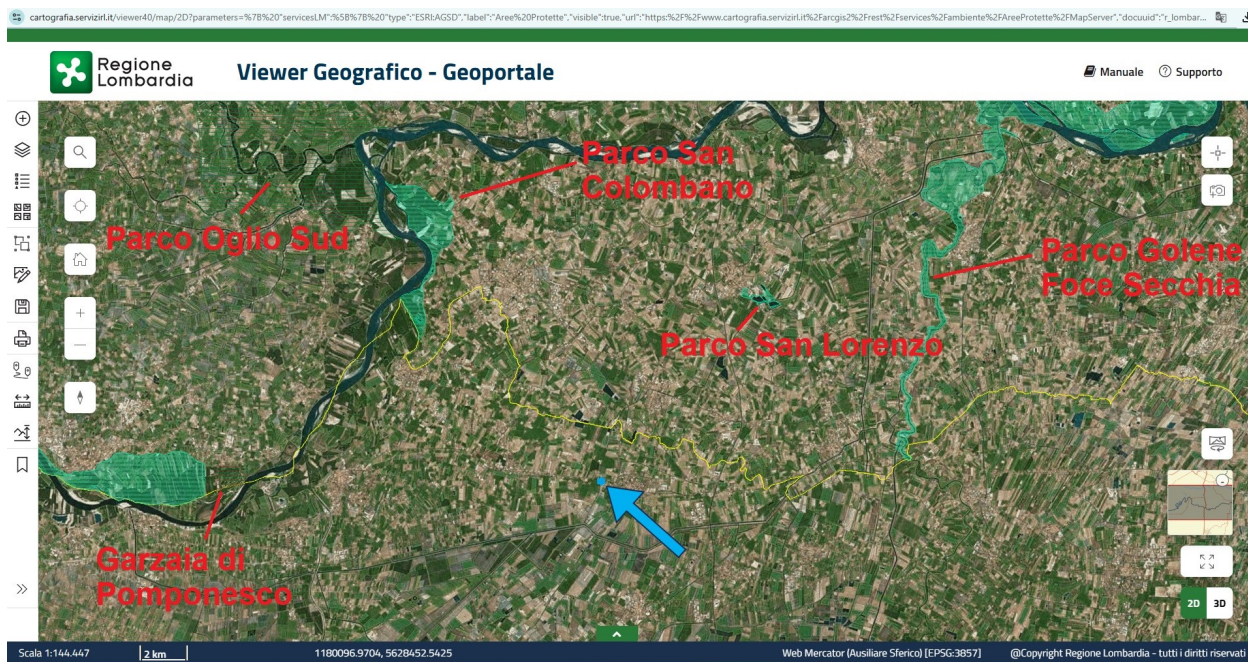 cartografia.servizirl.it/viewer40/map/2D?parameters=%7B%20"servicesLM":%5B%7B%20"type":"ESRI:AGSD","label":"Aree%20Protette","visible":true,"url":"https:%2F%2Fwww.cartografia.servizirl.it%2Farcgis2%2Frest%2Fservices%2Fambiente%2FAreeProtette%2FMapServer","docuuid":"r_lombar...
Regione
Lombardia
Viewer Geografico - Geoportale
Manuale
Supporto
Parco San
Colombano
Parco Oglio Sud
Parco Golene
Foce Secchia
Parco San Lorenzo
Garzaia di
Pomponesco
2D 3D
Scala 1:144.447
2 km
1180096.9704, 5628452.5425
Web Mercator (Ausiliare Sferico) [EPSG:3857]
@Copyright Regione Lombardia - tutti i diritti riservati